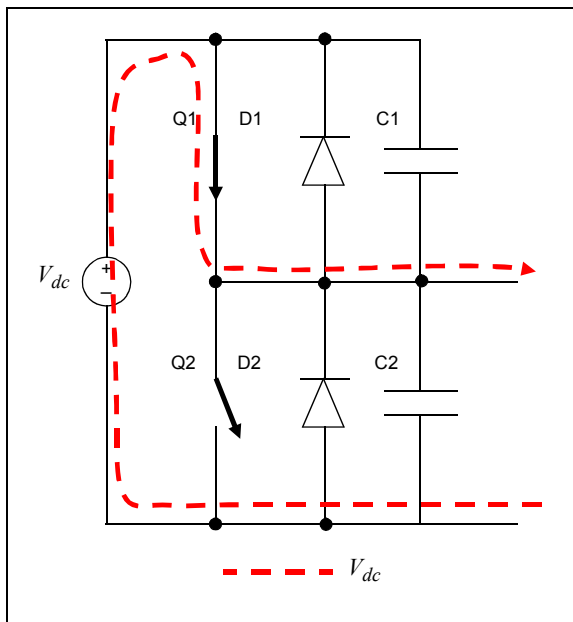 Q1 D1 C1
V_dc + –
Q2 D2 C2
V_dc